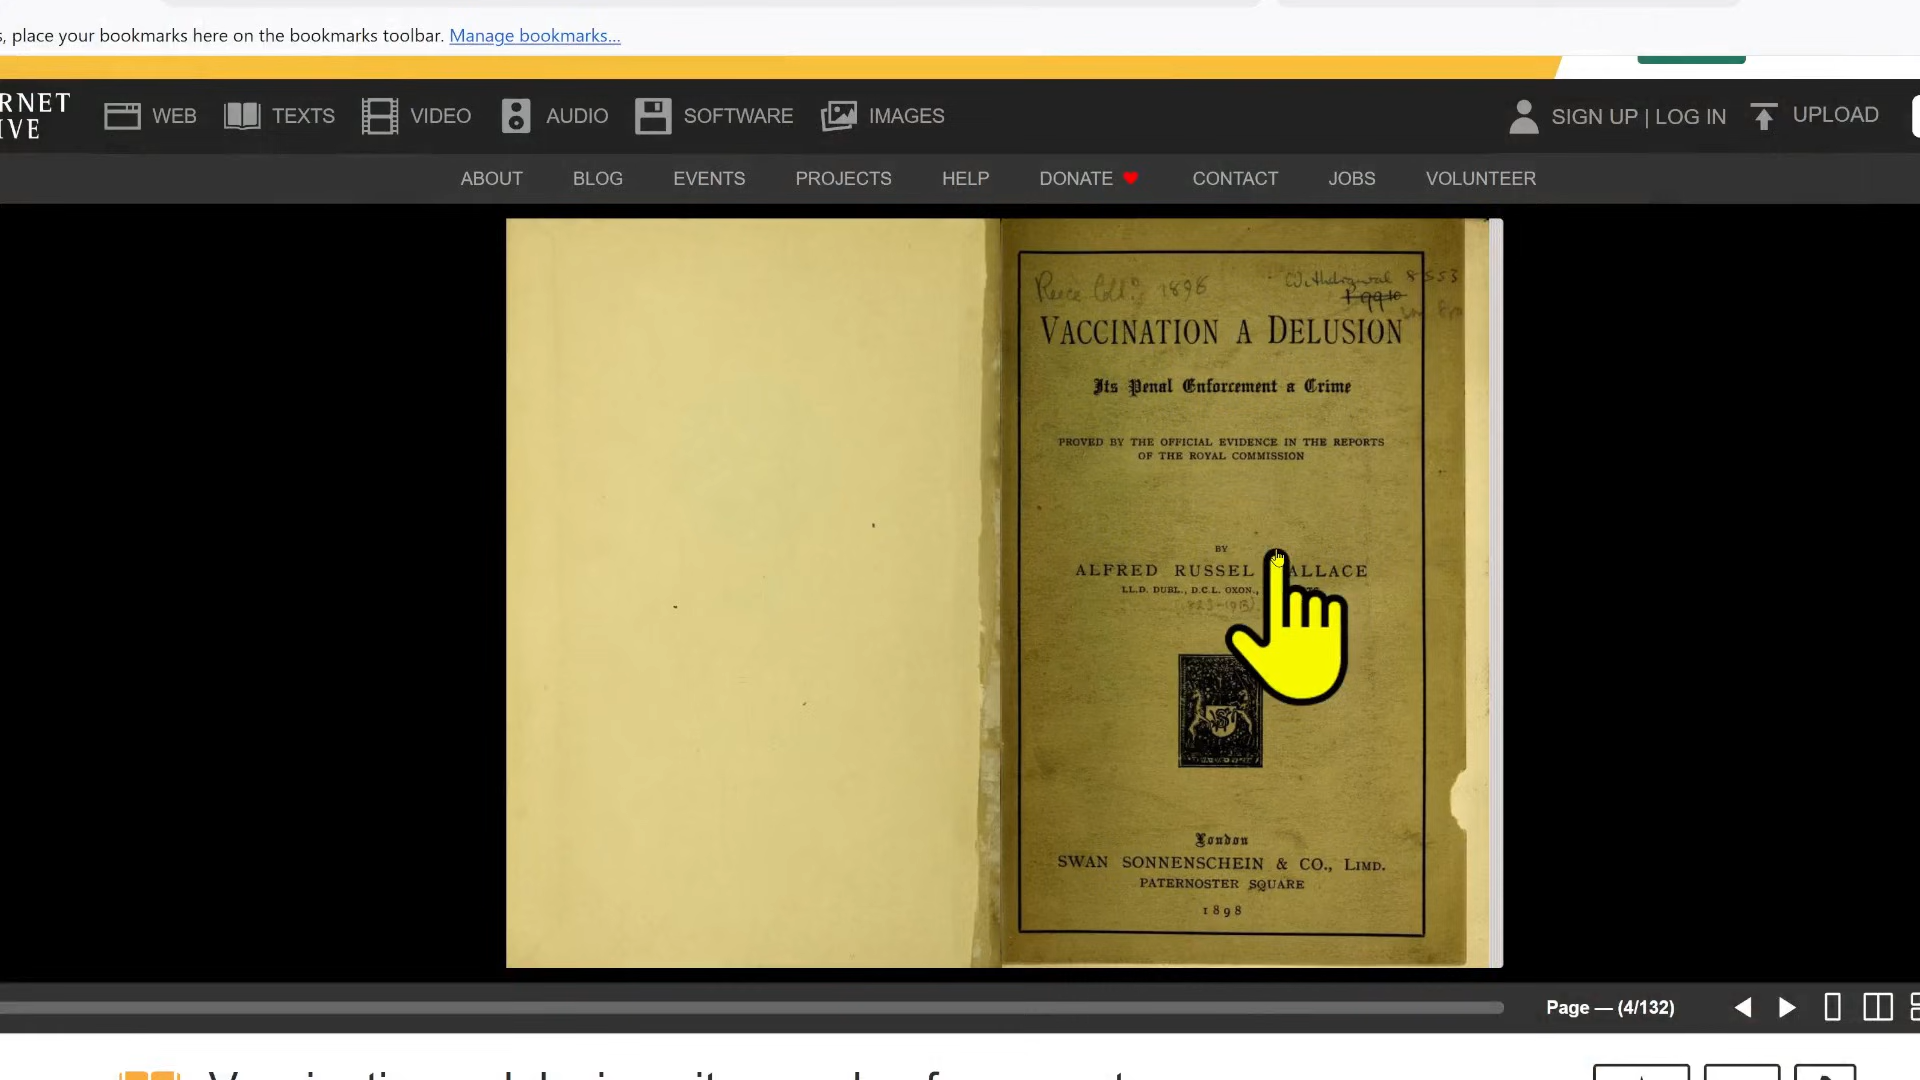 , place your bookmarks here on the bookmarks toolbar. Manage bookmarks...
RNET
IVE
WEB
TEXTS
VIDEO
AUDIO
SOFTWARE
IMAGES
SIGN UP | LOG IN
UPLOAD
ABOUT
BLOG
EVENTS
PROJECTS
HELP
DONATE
CONTACT
JOBS
VOLUNTEER
1898
VACCINATION A DELUSION
Its Penal Enforcement a Crime
PROVED BY THE OFFICIAL EVIDENCE IN THE REPORTS
OF THE ROYAL COMMISSION
BY
ALFRED RUSSEL ALLACE
LL.D. DUBL., D.C.L. OXON.,
London
SWAN SONNENSCHEIN & CO., LIMD.
PATERNOSTER SQUARE
1898
Page — (4/132)